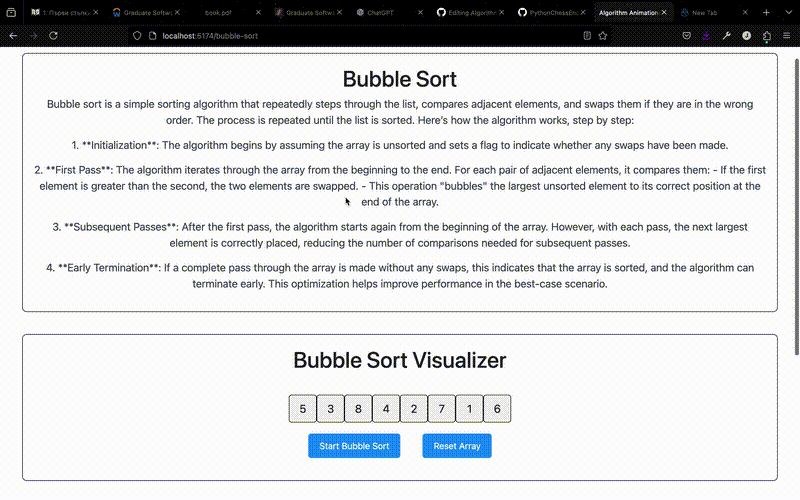 1: Първи стъпки
Graduate Softwa
book.pdf
Graduate Softwa
ChatGPT
Editing Algorithm
PythonChessEng
Algorithm Animation
New Tab
localhost:5174/bubble-sort
Bubble Sort
Bubble sort is a simple sorting algorithm that repeatedly steps through the list, compares adjacent elements, and swaps them if they are in the wrong
order. The process is repeated until the list is sorted. Here's how the algorithm works, step by step:
1. **Initialization**: The algorithm begins by assuming the array is unsorted and sets a flag to indicate whether any swaps have been made.
2. **First Pass**: The algorithm iterates through the array from the beginning to the end. For each pair of adjacent elements, it compares them: - If the first
element is greater than the second, the two elements are swapped. - This operation "bubbles" the largest unsorted element to its correct position at the
end of the array.
3. **Subsequent Passes**: After the first pass, the algorithm starts again from the beginning of the array. However, with each pass, the next largest
element is correctly placed, reducing the number of comparisons needed for subsequent passes.
4. **Early Termination**: If a complete pass through the array is made without any swaps, this indicates that the array is sorted, and the algorithm can
terminate early. This optimization helps improve performance in the best-case scenario.
Bubble Sort Visualizer
5 3 8 4 2 7 1 6
Start Bubble Sort
Reset Array